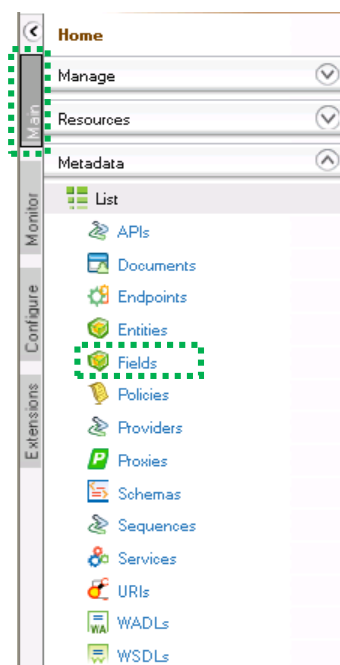 Home
Main
Manage
Resources
Metadata
Monitor
List
APIs
Documents
Configure
Endpoints
Entities
Fields
Extensions
Policies
Providers
Proxies
Schemas
Sequences
Services
URIs
WA
WADLs
WSDLs